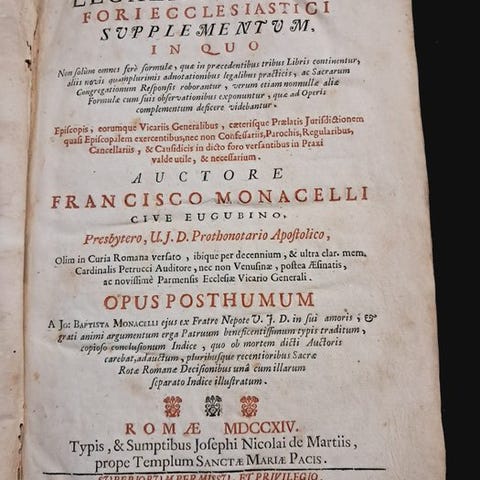 FORI ECCLESIASTICI
SUPPLEMENTUM,
IN QUO
Non solùm omnes ferè formulæ, quæ in præcedentibus tribus Libris continentur,
aliis novis quamplurimis adnotationibus legalibus practicis, ac Sacrarum
Congregationum Responsis roborantur, verum etiam nonnullæ aliæ
Formulæ cum suis observationibus exponuntur, quæ ad Operis
complementum deficere videbantur.
Episcopis, eorumque Vicariis Generalibus, cæterisque Prælatis Jurisdictionem
quasi Episcopalem exercentibus, nec non Confessariis, Parochis, Regularibus,
Cancellariis, & Causidicis in dicto foro versantibus in Praxi
valde utile, & necessarium.
AUCTORE
FRANCISCO MONACELLI
CIVE EUGUBINO,
Presbytero, U.J.D. Prothonotario Apostolico,
Olim in Curia Romana versato, ibique per decennium, & ultra clar. mem.
Cardinalis Petrucci Auditore, nec non Venusinæ, postea Æsinatis,
ac novissimè Parmensis Ecclesiæ Vicario Generali.
OPUS POSTHUMUM
A Jo: BAPTISTA MONACELLI ejus ex Fratre Nepote U. J. D. in sui amoris, &
grati animi argumentum erga Patruum beneficentissimum typis traditum,
copioso conclusionum Indice, quo ob mortem dicti Auctoris
carebat, adauctum, pluribusque recentioribus Sacræ
Rotæ Romanæ Decisionibus unà cum illarum
separato Indice illustratum.
ROMÆ MDCCXIV.
Typis, & Sumptibus Josephi Nicolai de Martiis,
prope Templum SANCTÆ MARIÆ PACIS.
SUPERIORUM PERMISSU, ET PRIVILEGIO.